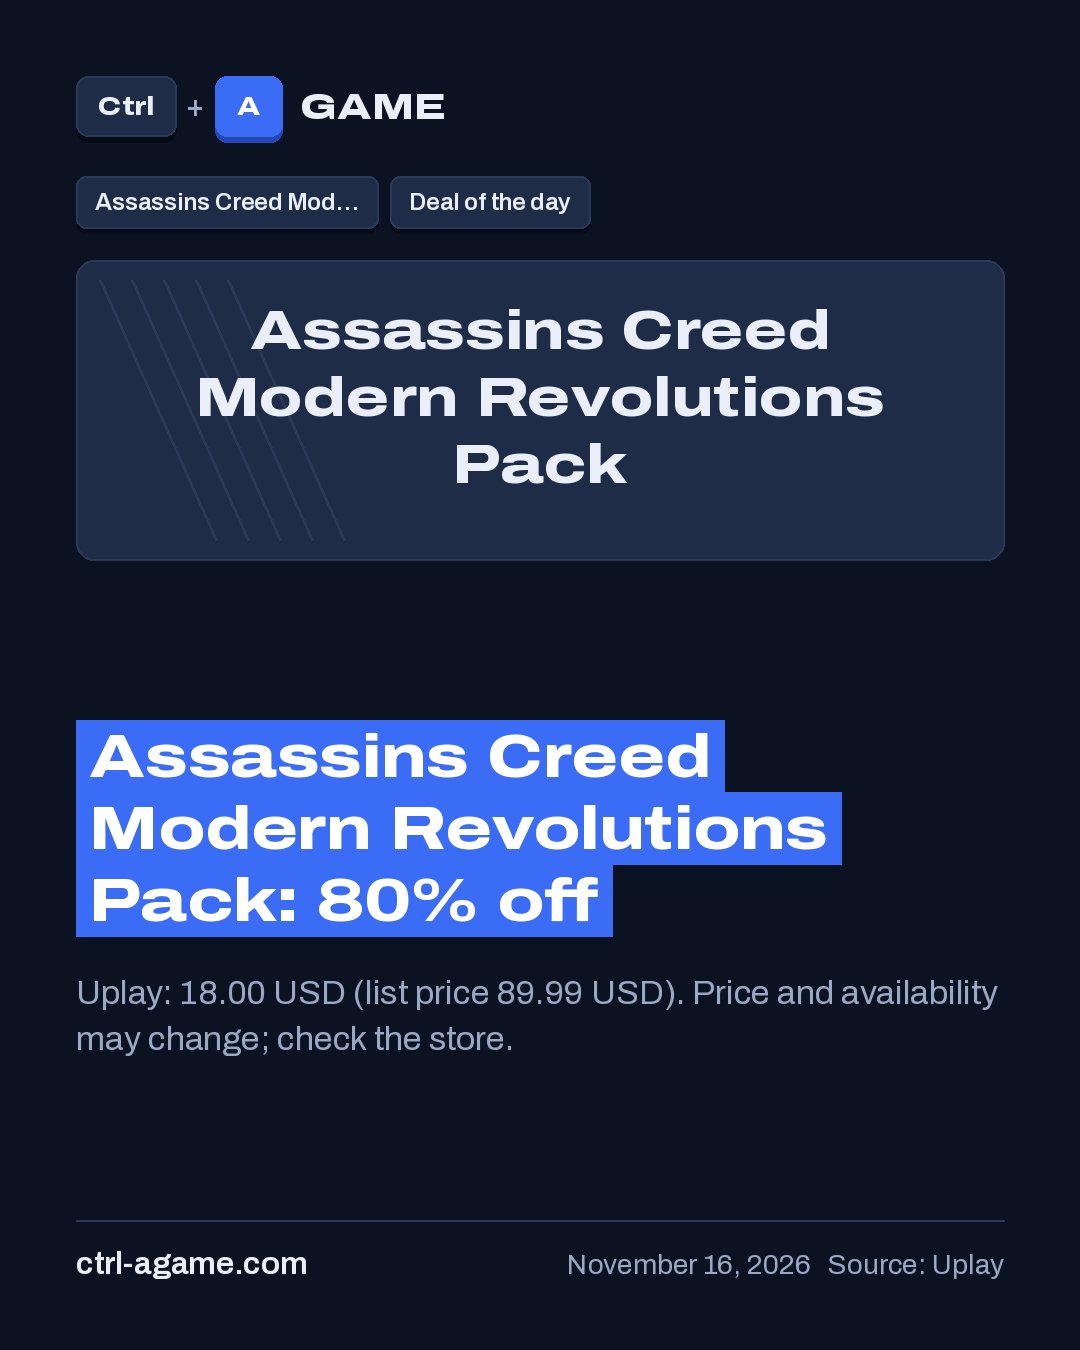 Ctrl + A GAME
Assassins Creed Mod... Deal of the day
Assassins Creed
Modern Revolutions
Pack
Assassins Creed
Modern Revolutions
Pack: 80% off
Uplay: 18.00 USD (list price 89.99 USD). Price and availability
may change; check the store.
ctrl-agame.com November 16, 2026 Source: Uplay